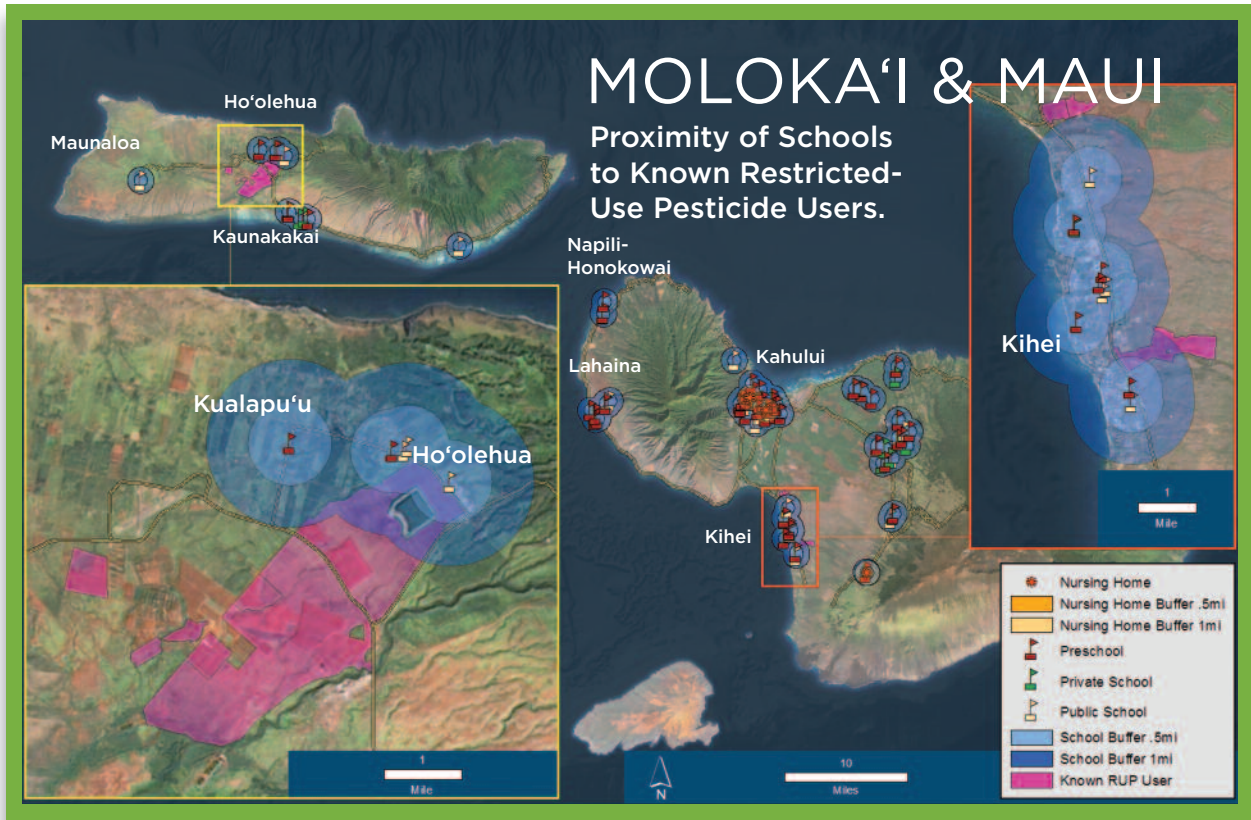 MOLOKA‘I & MAUI
Proximity of Schools
to Known Restricted-
Use Pesticide Users.
Ho‘olehua
Maunaloa
Kaunakakai
Napili-
Honokowai
Lahaina
Kahului
Kihei
Kihei
1
Mile
Kualapu‘u
Ho‘olehua
1
Mile
N
10
Miles
Nursing Home
Nursing Home Buffer .5mi
Nursing Home Buffer 1mi
Preschool
Private School
Public School
School Buffer .5mi
School Buffer 1mi
Known RUP User